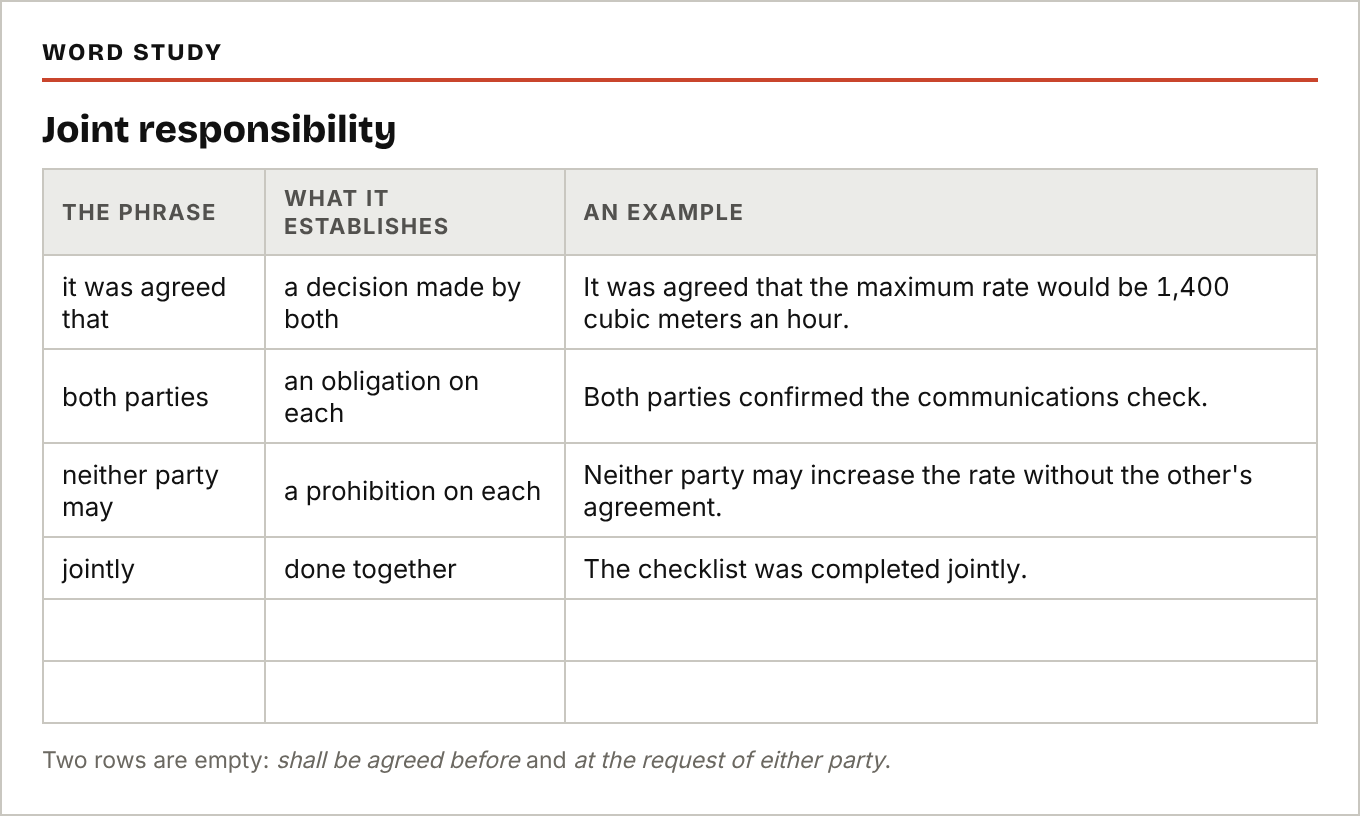 WORD STUDY
Joint responsibility
THE PHRASE
WHAT IT
ESTABLISHES
AN EXAMPLE
it was agreed
that
a decision made by
both
It was agreed that the maximum rate would be 1,400
cubic meters an hour.
both parties
an obligation on
each
Both parties confirmed the communications check.
neither party
may
a prohibition on each
Neither party may increase the rate without the other's
agreement.
jointly
done together
The checklist was completed jointly.
Two rows are empty: shall be agreed before and at the request of either party.